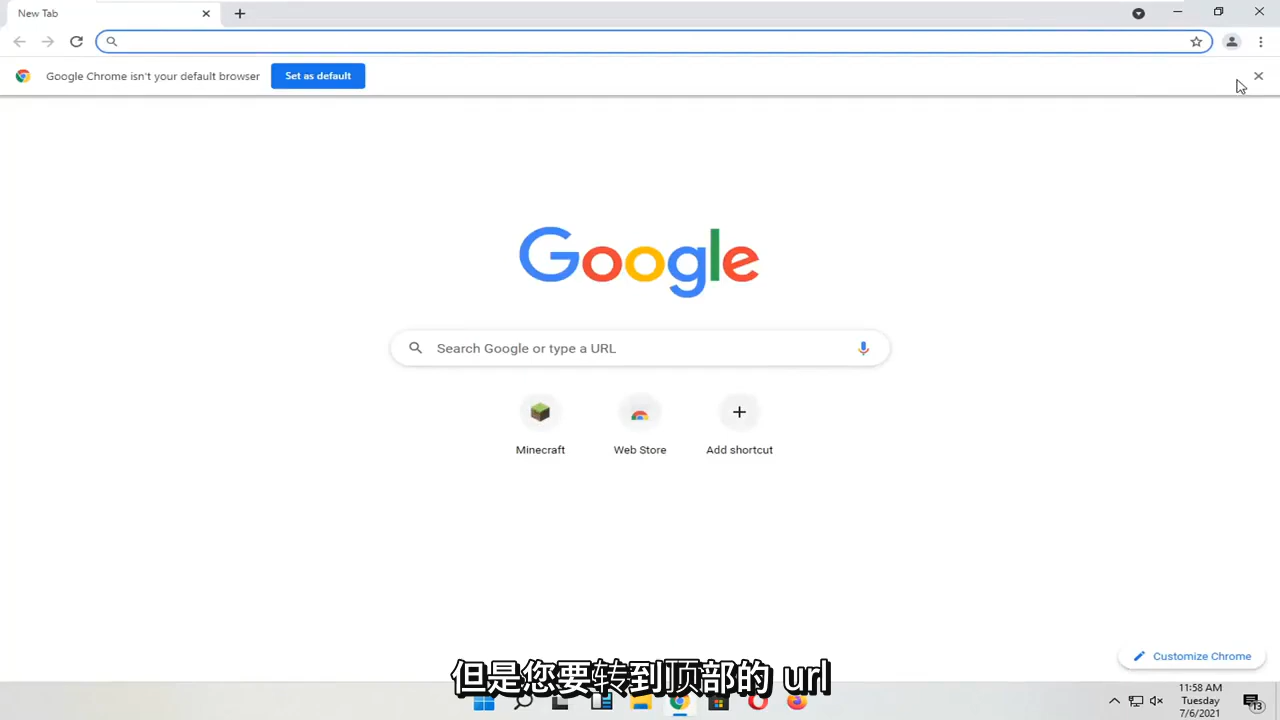 New Tab
Google Chrome isn't your default browser
Set as default
Google
Search Google or type a URL
Minecraft
Web Store
Add shortcut
Customize Chrome
但是您要转到顶部的 url
11:58 AM
Tuesday
7/6/2021
13